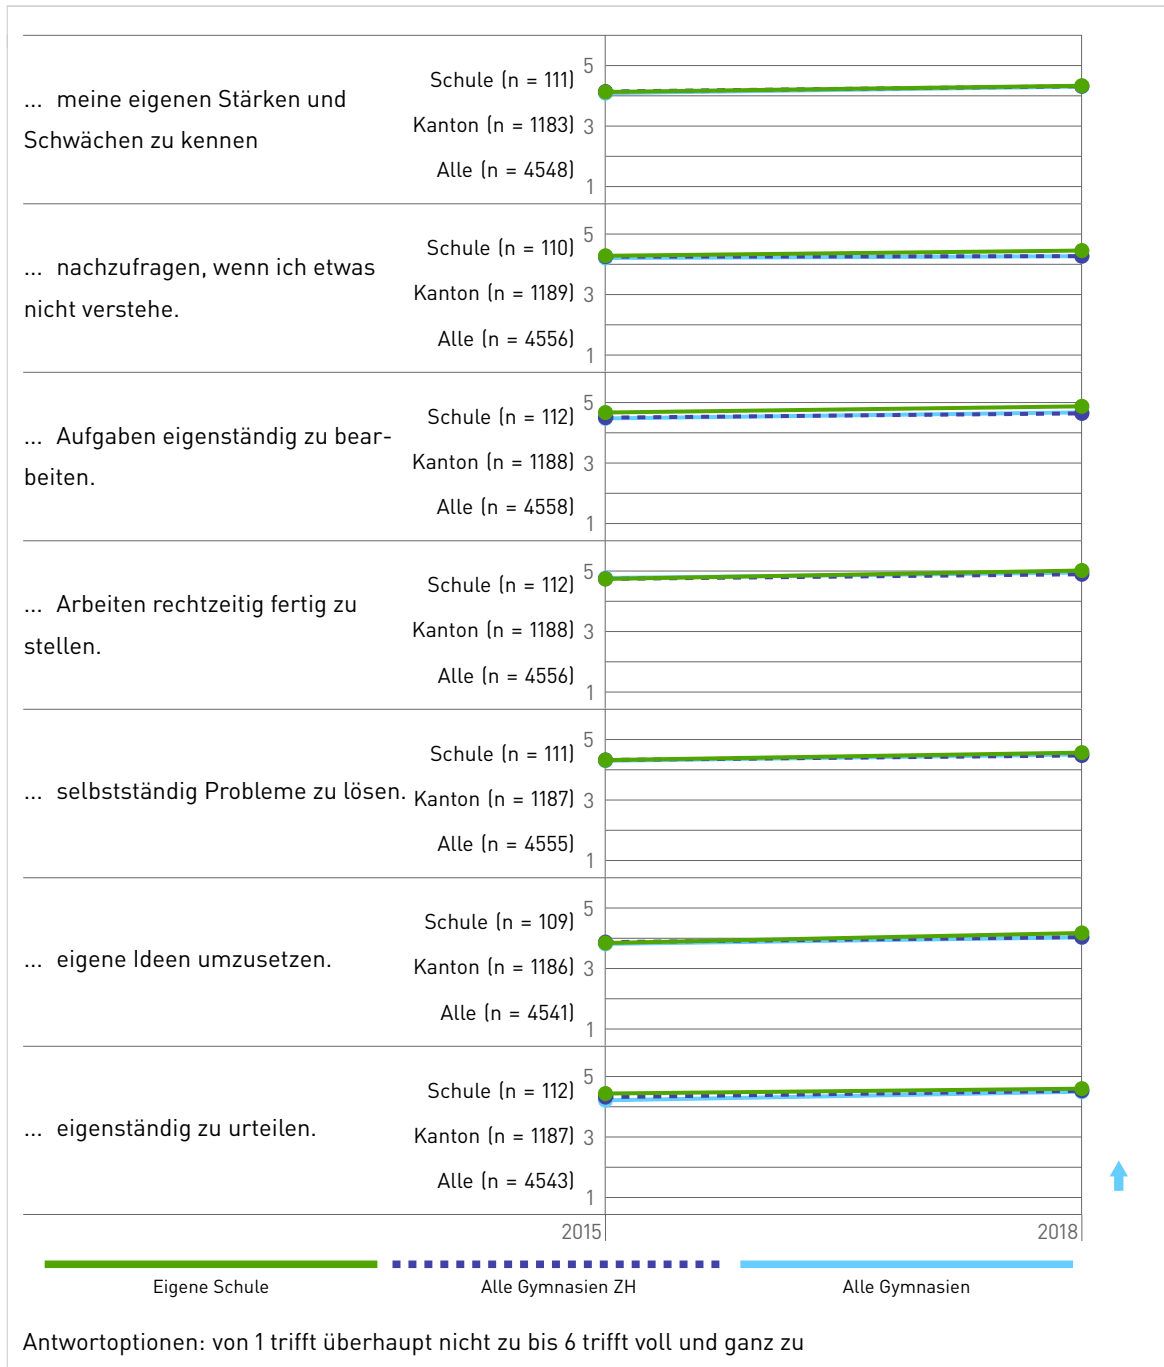 ... meine eigenen Stärken und
Schwächen zu kennen
Schule (n = 111)
Kanton (n = 1183)
Alle (n = 4548)
5
3
1
... nachzufragen, wenn ich etwas
nicht verstehe.
Schule (n = 110)
Kanton (n = 1189)
Alle (n = 4556)
5
3
1
... Aufgaben eigenständig zu bear-
beiten.
Schule (n = 112)
Kanton (n = 1188)
Alle (n = 4558)
5
3
1
... Arbeiten rechtzeitig fertig zu
stellen.
Schule (n = 112)
Kanton (n = 1188)
Alle (n = 4556)
5
3
1
... selbstständig Probleme zu lösen.
Schule (n = 111)
Kanton (n = 1187)
Alle (n = 4555)
5
3
1
... eigene Ideen umzusetzen.
Schule (n = 109)
Kanton (n = 1186)
Alle (n = 4541)
5
3
1
... eigenständig zu urteilen.
Schule (n = 112)
Kanton (n = 1187)
Alle (n = 4543)
5
3
1
2015 2018
Eigene Schule Alle Gymnasien ZH Alle Gymnasien
Antwortoptionen: von 1 trifft überhaupt nicht zu bis 6 trifft voll und ganz zu